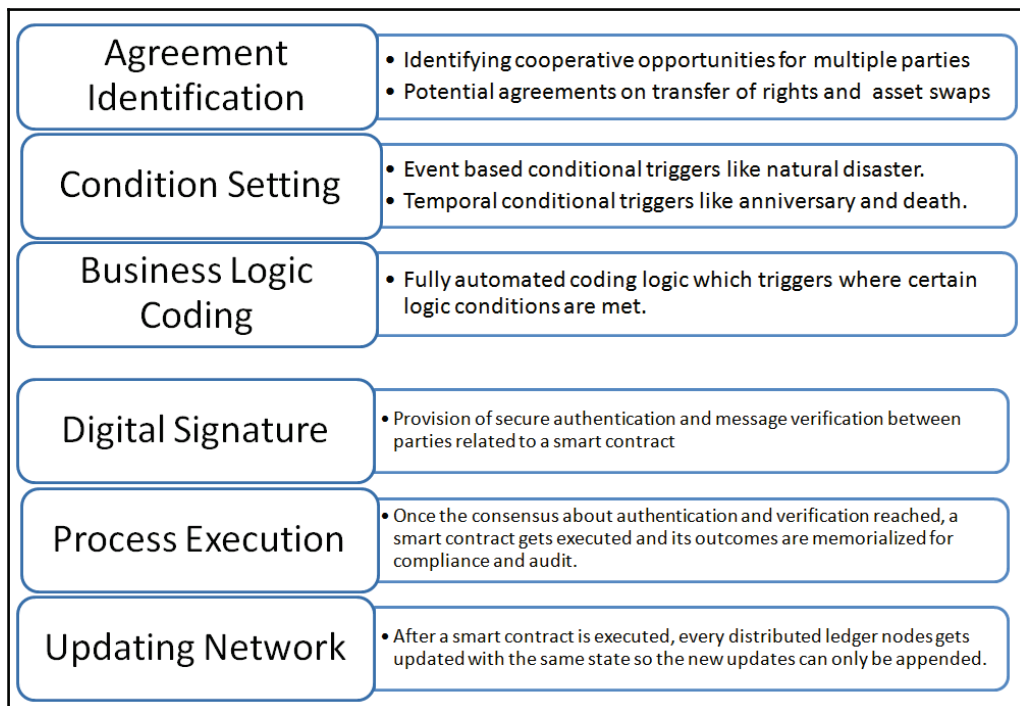 Agreement
Identification
• Identifying cooperative opportunities for multiple parties
• Potential agreements on transfer of rights and asset swaps
Condition Setting
• Event based conditional triggers like natural disaster.
• Temporal conditional triggers like anniversary and death.
Business Logic
Coding
• Fully automated coding logic which triggers where certain
logic conditions are met.
Digital Signature
• Provision of secure authentication and message verification between
parties related to a smart contract
Process Execution
• Once the consensus about authentication and verification reached, a
smart contract gets executed and its outcomes are memorialized for
compliance and audit.
Updating Network
• After a smart contract is executed, every distributed ledger nodes gets
updated with the same state so the new updates can only be appended.